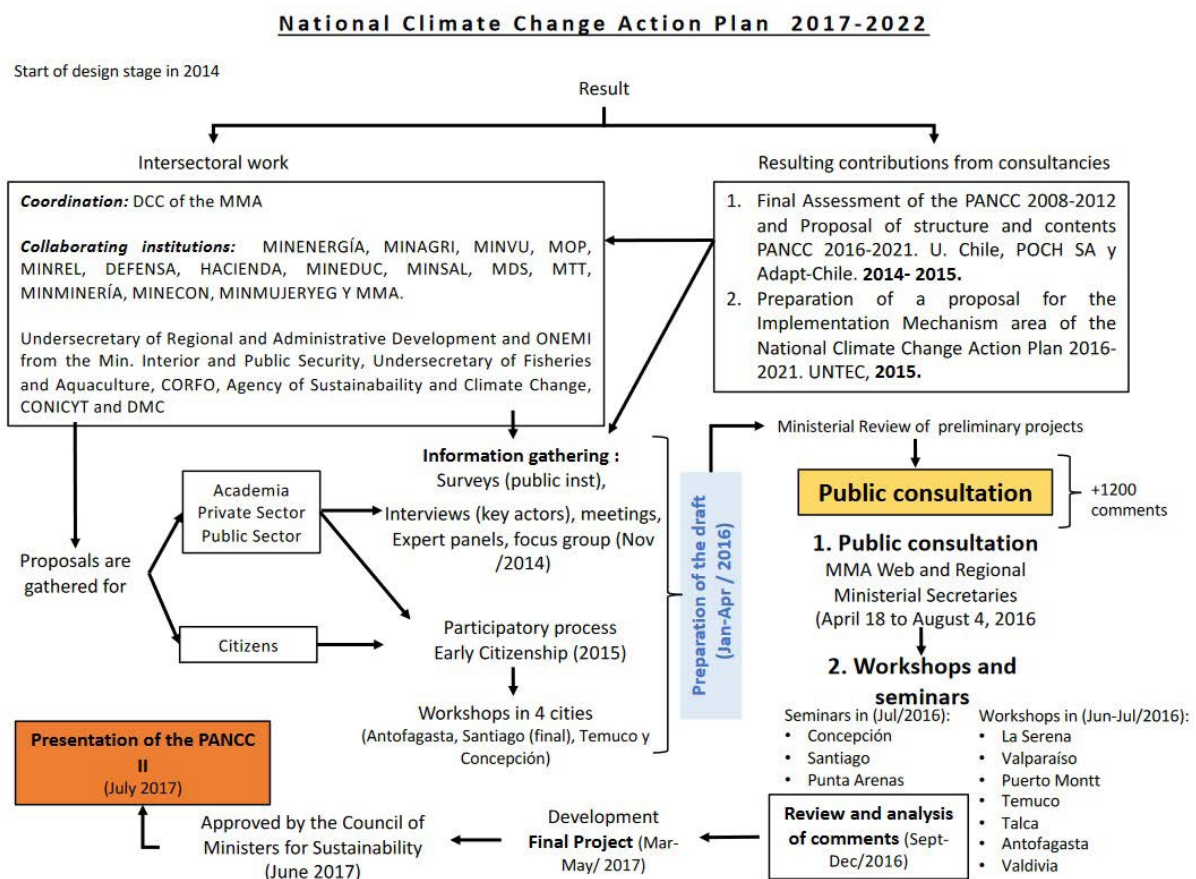 National Climate Change Action Plan 2017-2022
Start of design stage in 2014
Result
Intersectoral work
Coordination: DCC of the MMA
Collaborating institutions: MINENERGÍA, MINAGRI, MINVU, MOP,
MINREL, DEFENSA, HACIENDA, MINEDUC, MINSAL, MDS, MTT,
MINMINERÍA, MINECON, MINMUJERYEG Y MMA.
Undersecretary of Regional and Administrative Development and ONEMI
from the Min. Interior and Public Security, Undersecretary of Fisheries
and Aquaculture, CORFO, Agency of Sustainabaility and Climate Change,
CONICYT and DMC
Resulting contributions from consultancies
1. Final Assessment of the PANCC 2008-2012
and Proposal of structure and contents
PANCC 2016-2021. U. Chile, POCH SA y
Adapt-Chile. 2014- 2015.
2. Preparation of a proposal for the
Implementation Mechanism area of the
National Climate Change Action Plan 2016-
2021. UNTEC, 2015.
Proposals are
gathered for
Academia
Private Sector
Public Sector
Citizens
Information gathering :
Surveys (public inst),
Interviews (key actors), meetings,
Expert panels, focus group (Nov
/2014)
Participatory process
Early Citizenship (2015)
Workshops in 4 cities
(Antofagasta, Santiago (final), Temuco y
Concepción)
Preparation of the draft
(Jan-Apr / 2016)
Ministerial Review of preliminary projects
Public consultation
+1200
comments
1. Public consultation
MMA Web and Regional
Ministerial Secretaries
(April 18 to August 4, 2016
2. Workshops and
seminars
Seminars in (Jul/2016):
• Concepción
• Santiago
• Punta Arenas
Workshops in (Jun-Jul/2016):
• La Serena
• Valparaíso
• Puerto Montt
• Temuco
• Talca
• Antofagasta
• Valdivia
Review and analysis
of comments (Sept-
Dec/2016)
Development
Final Project (Mar-
May/ 2017)
Approved by the Council of
Ministers for Sustainability
(June 2017)
Presentation of the PANCC
II
(July 2017)